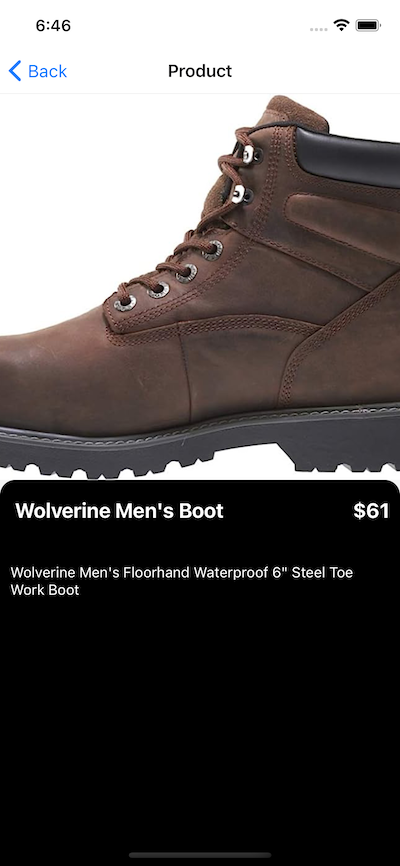 6:46
Back
Product
Wolverine Men's Boot
$61
Wolverine Men's Floorhand Waterproof 6" Steel Toe
Work Boot